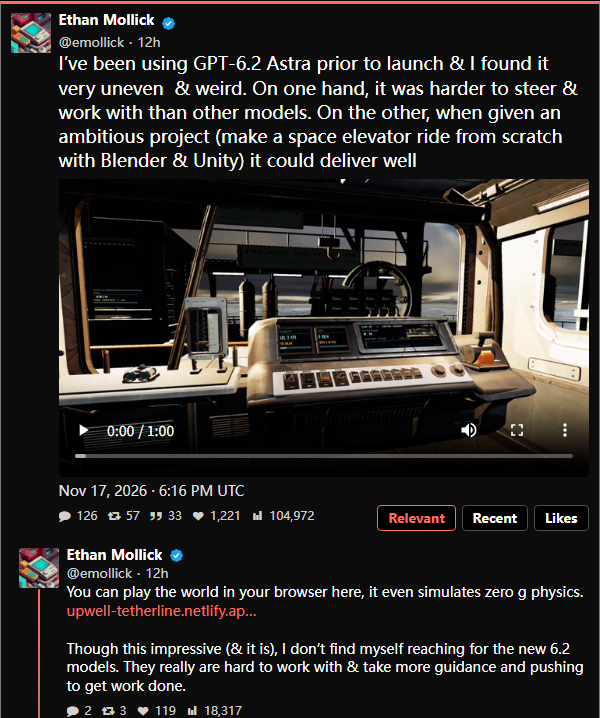 Ethan Mollick
@emollick · 12h
I've been using GPT-6.2 Astra prior to launch & I found it
very uneven & weird. On one hand, it was harder to steer &
work with than other models. On the other, when given an
ambitious project (make a space elevator ride from scratch
with Blender & Unity) it could deliver well
0:00 / 1:00
Nov 17, 2026 · 6:16 PM UTC
126 57 33 1,221 104,972
Relevant Recent Likes
Ethan Mollick
@emollick · 12h
You can play the world in your browser here, it even simulates zero g physics.
upwell-tetherline.netlify.ap...
Though this impressive (& it is), I don't find myself reaching for the new 6.2
models. They really are hard to work with & take more guidance and pushing
to get work done.
2 3 119 18,317